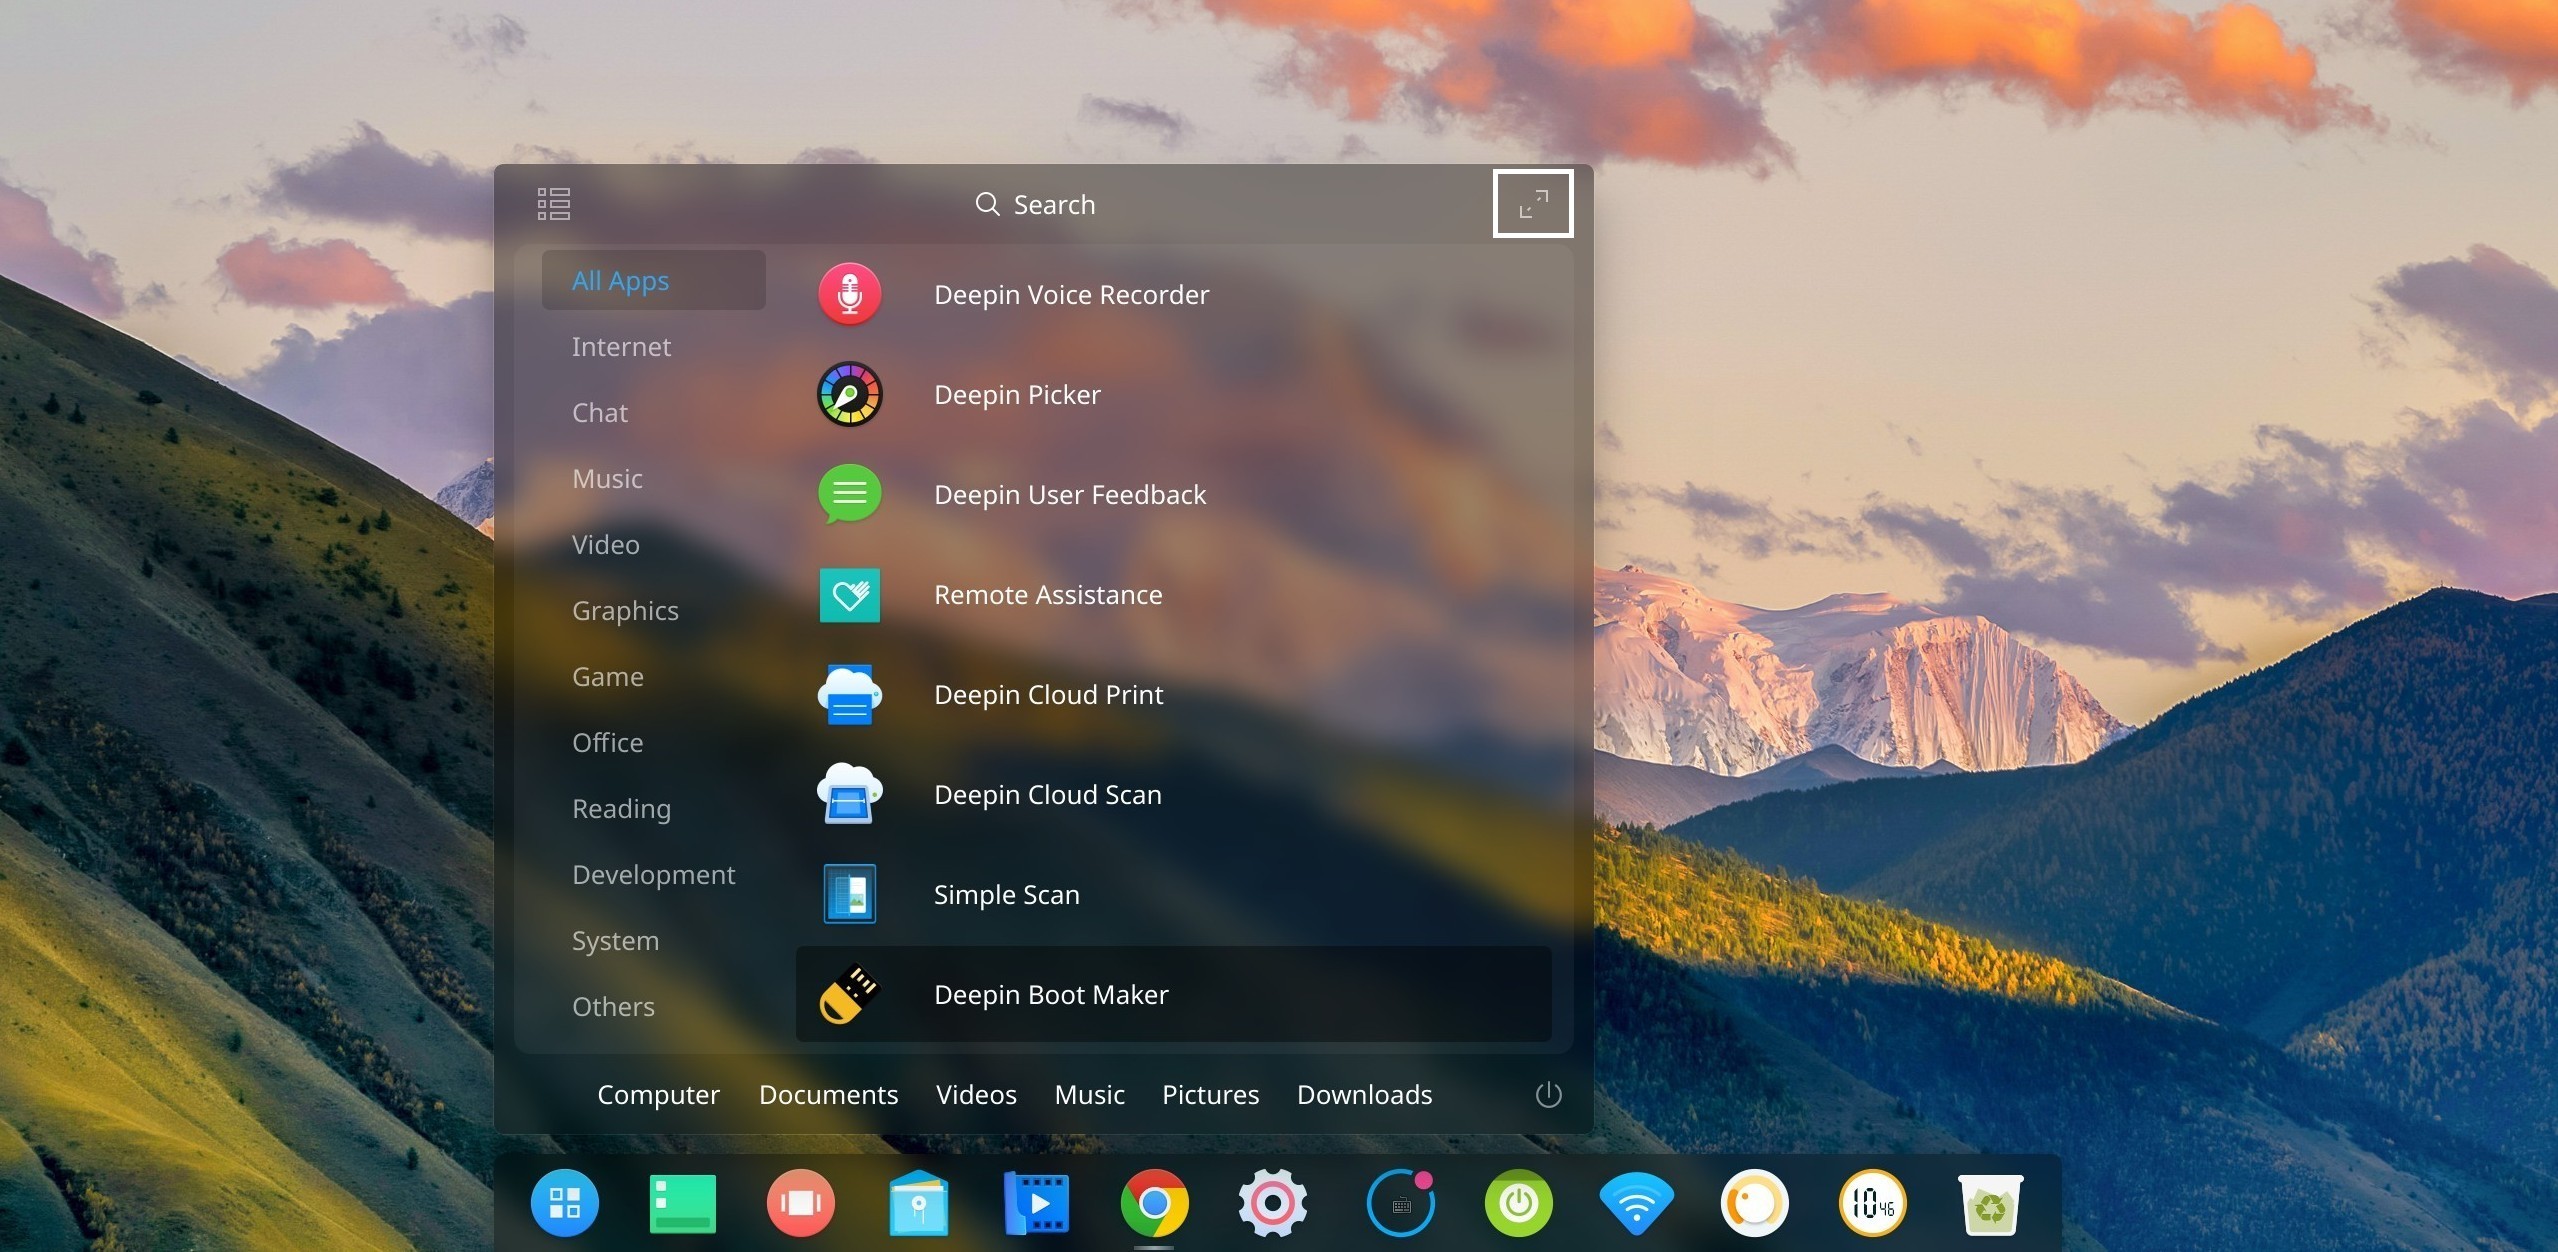 Search
All Apps
Internet
Chat
Music
Video
Graphics
Game
Office
Reading
Development
System
Others
Deepin Voice Recorder
Deepin Picker
Deepin User Feedback
Remote Assistance
Deepin Cloud Print
Deepin Cloud Scan
Simple Scan
Deepin Boot Maker
Computer Documents Videos Music Pictures Downloads
10 46